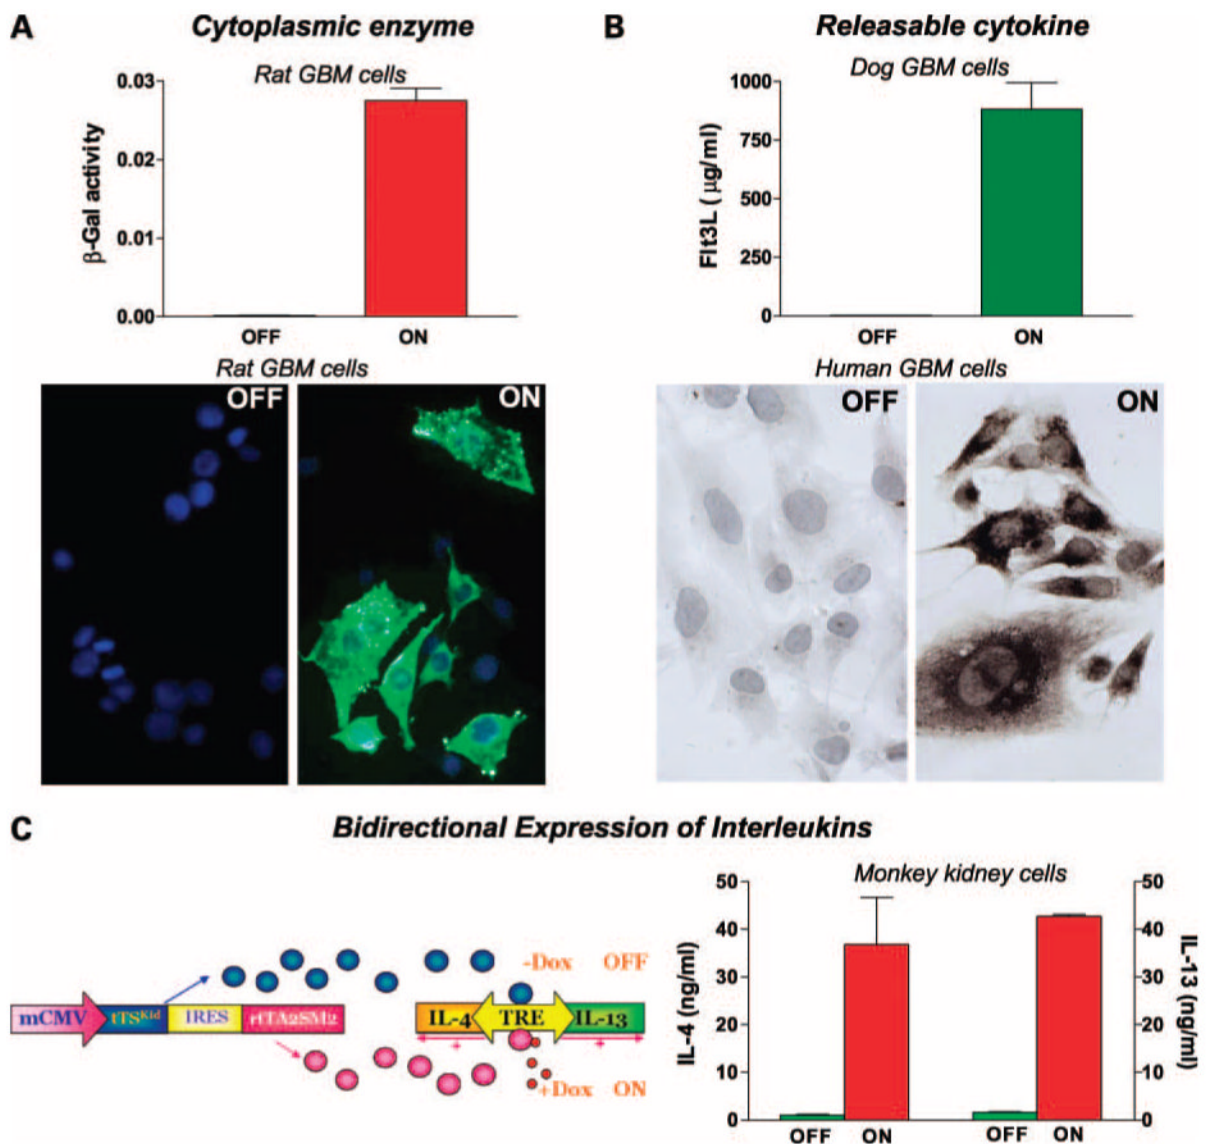 A
Cytoplasmic enzyme
Rat GBM cells
β-Gal activity
0.03
0.02
0.01
0.00
OFF
ON
Rat GBM cells
OFF
ON
B
Releasable cytokine
Dog GBM cells
Flt3L ( μg/ml)
1000
750
500
250
0
OFF
ON
Human GBM cells
OFF
ON
C
Bidirectional Expression of Interleukins
-Dox OFF
mCMV tTSKid IRES rtTA2SM2
IL-4 TRE IL-13
+ +
+Dox ON
Monkey kidney cells
IL-4 (ng/ml)
50
40
30
20
10
0
OFF ON OFF ON
50
40
30
20
10
0
IL-13 (ng/ml)